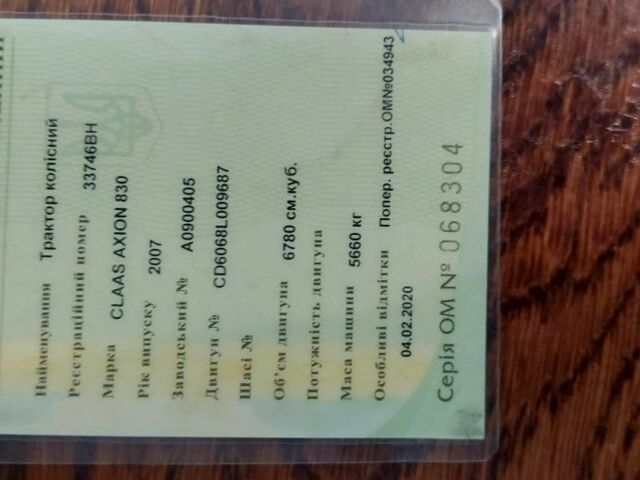 Найменування Трактор колісний
Реєстраційний номер 33746ВН
Марка CLAAS AXION 830
Рік випуску 2007
Заводський № A0900405
Двигун № CD6068L009687
Шасі №
Об'єм двигуна 6780 см.куб.
Потужність двигуна
Маса машини 5660 кг
Особливі відмітки Попер. реєстр.ОМ№034943
04.02.2020
Серія ОМ № 068304